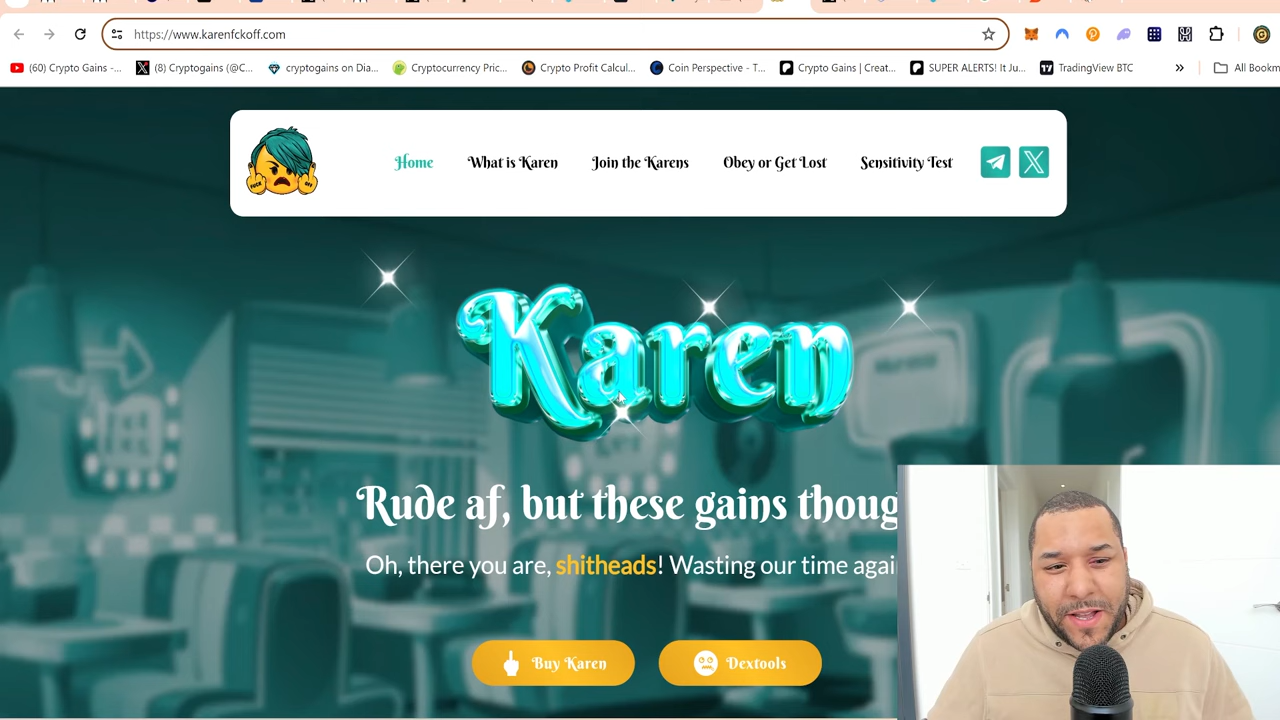 https://www.karenfckoff.com
(60) Crypto Gains -...
(8) Cryptogains (@C...
cryptogains on Dia...
Cryptocurrency Pric...
Crypto Profit Calcul...
Coin Perspective - T...
Crypto Gains | Creat...
SUPER ALERTS! It Ju...
TradingView BTC
»
All Bookm
FUCK
OFF
Home
What is Karen
Join the Karens
Obey or Get Lost
Sensitivity Test
Karen
Rude af, but these gains thoug
Oh, there you are, shitheads! Wasting our time agai
Buy Karen
Dextools